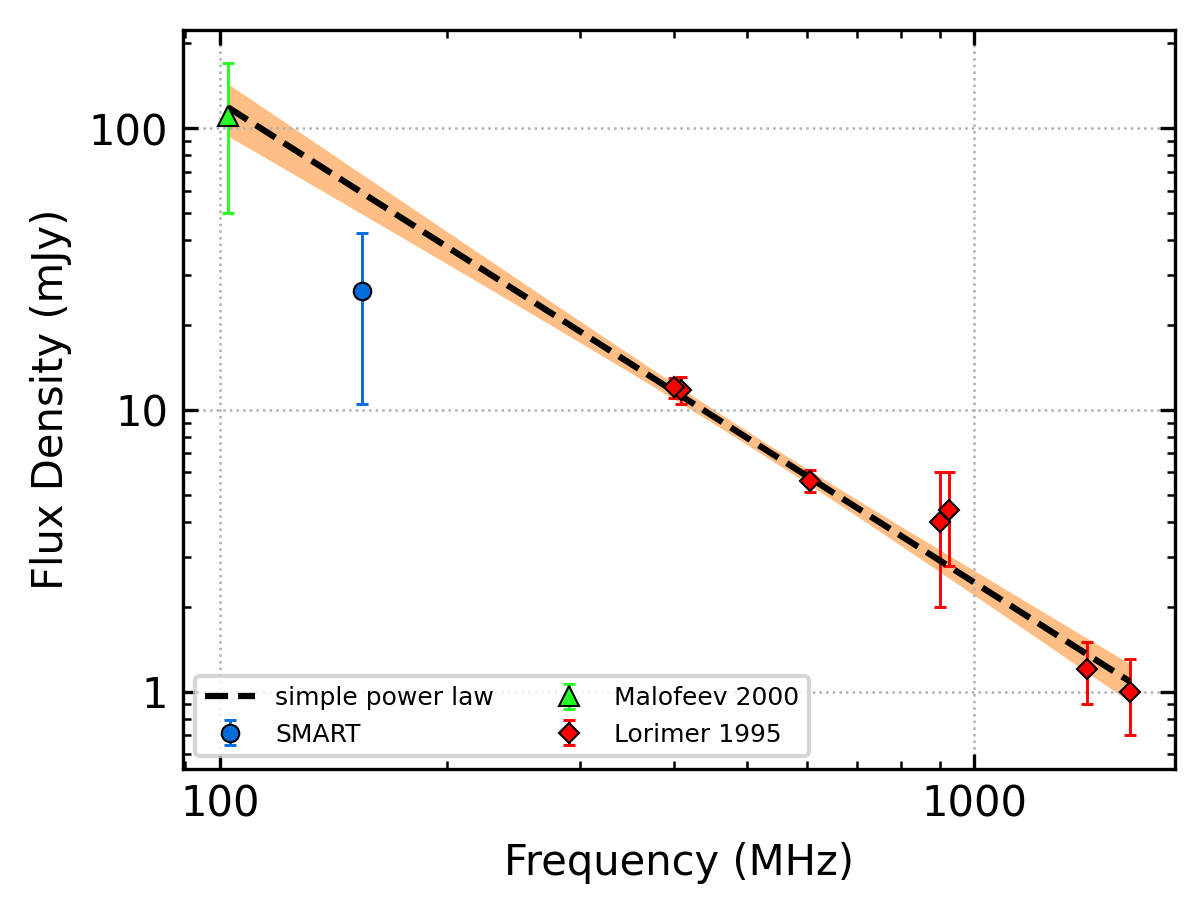 Flux Density (mJy)
100
10
1
simple power law
SMART
Malofeev 2000
Lorimer 1995
100
1000
Frequency (MHz)